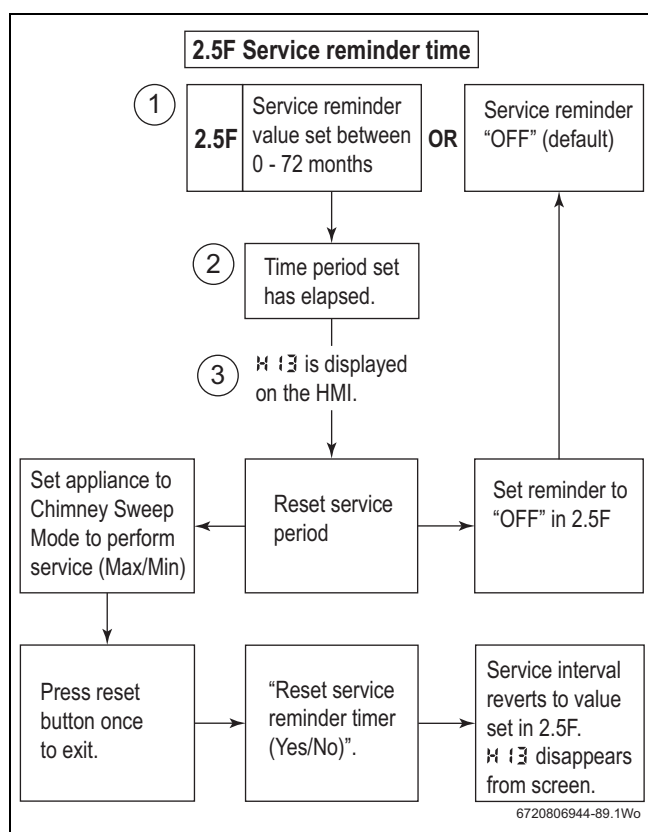 2.5F Service reminder time
1
2.5F
Service reminder
value set between
0 - 72 months
OR
Service reminder
“OFF” (default)
2
Time period set
has elapsed.
3
H13 is displayed
on the HMI.
Set appliance to
Chimney Sweep
Mode to perform
service (Max/Min)
Reset service
period
Set reminder to
“OFF” in 2.5F
Press reset
button once
to exit.
“Reset service
reminder timer
(Yes/No)”.
Service interval
reverts to value
set in 2.5F.
H13 disappears
from screen.
6720806944-89.1Wo